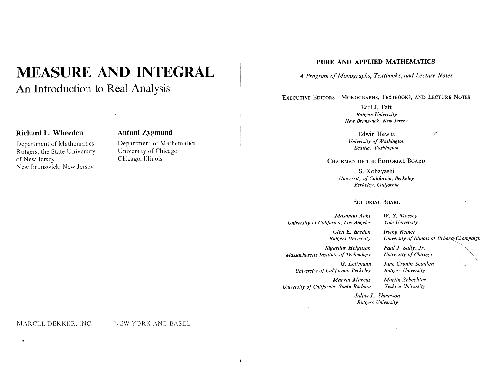 MEASURE AND INTEGRAL
An Introduction to Real Analysis
Richard L. Wheeden
Department of Mathematics
Rutgers, the State University
of New Jersey
New Brunswick, New Jersey
Antoni Zygmund
Department of Mathematics
University of Chicago
Chicago, Illinois
MARCEL DEKKER, INC. NEW YORK AND BASEL
PURE AND APPLIED MATHEMATICS
A Program of Monographs, Textbooks, and Lecture Notes
EXECUTIVE EDITORS - MONOGRAPHS, TEXTBOOKS, AND LECTURE NOTES
Earl J. Taft
Rutgers University
New Brunswick, New Jersey
Edwin Hewitt
University of Washington
Seattle, Washington
CHAIRMAN OF THE EDITORIAL BOARD
S. Kobayashi
University of California, Berkeley
Berkeley, California
EDITORIAL BOARD
Masanao Aoki
University of California, Los Angeles
Glen E. Bredon
Rutgers University
Sigurdur Helgason
Massachusetts Institute of Technology
G. Leitmann
University of California, Berkeley
Marvin Marcus
University of California, Santa Barbara
W. S. Massey
Yale University
Irving Reiner
University of Illinois at Urbana-Champaign
Paul J. Sally, Jr.
University of Chicago
Jane Cronin Scanlon
Rutgers University
Martin Schechter
Yeshiva University
Julius L. Shaneson
Rutgers University